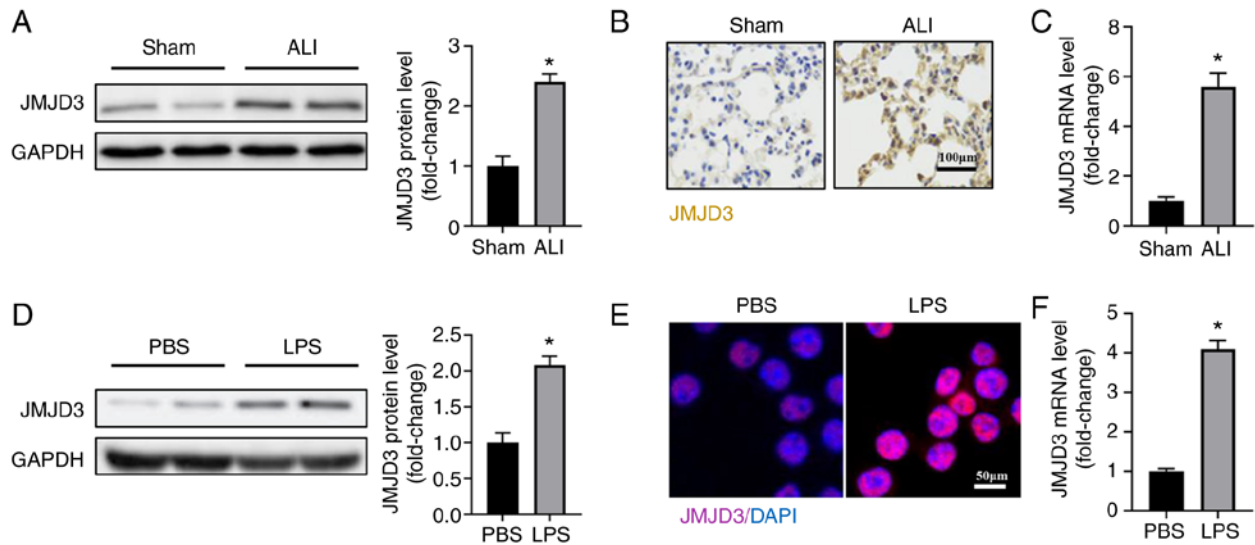 A
Sham
ALI
JMJD3
GAPDH
JMJD3 protein level
(fold-change)
3
2
1
0
*
Sham ALI
B
Sham
ALI
100μm
JMJD3
C
JMJD3 mRNA level
(fold-change)
8
6
4
2
0
*
Sham ALI
D
PBS
LPS
JMJD3
GAPDH
JMJD3 protein level
(fold-change)
2.5
2.0
1.5
1.0
0.5
0.0
*
PBS LPS
E
PBS
LPS
50μm
JMJD3/DAPI
F
JMJD3 mRNA level
(fold-change)
5
4
3
2
1
0
*
PBS LPS